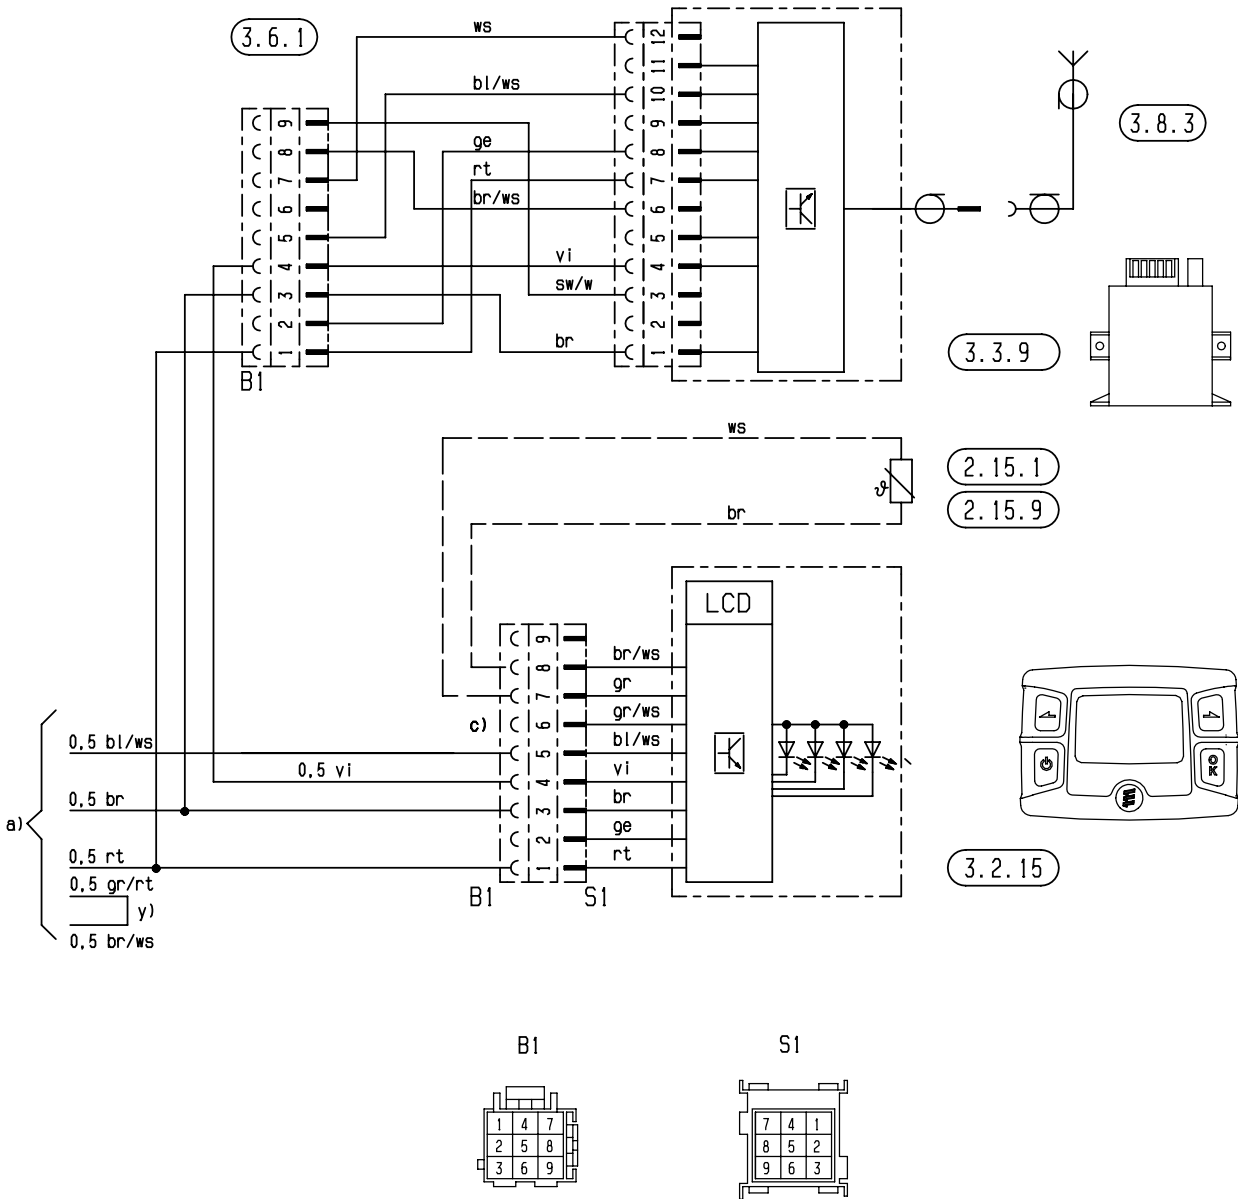 3.6.1
ws
bl/ws
ge
rt
br/ws
vi
sw/w
br
12
11
10
9
8
7
6
5
4
3
2
1
9
8
7
6
5
4
3
2
1
B1
3.8.3
3.3.9
ws
br
ϑ
2.15.1
2.15.9
LCD
9
8
7
6
5
4
3
2
1
c)
br/ws
gr
gr/ws
bl/ws
vi
br
ge
rt
B1
S1
OK
3.2.15
a)
0,5 bl/ws
0,5 vi
0,5 br
0,5 rt
0,5 gr/rt
y)
0,5 br/ws
B1
1 4 7
2 5 8
3 6 9
S1
7 4 1
8 5 2
9 6 3